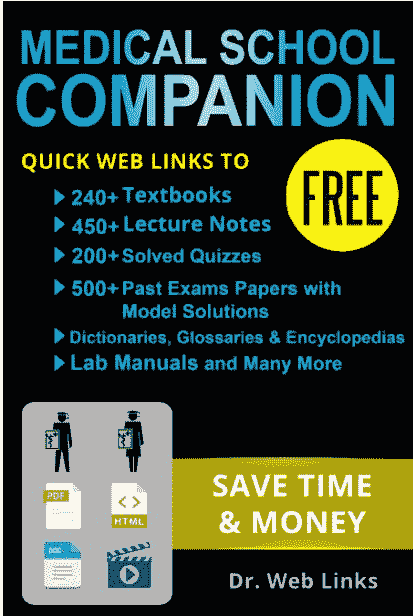 MEDICAL SCHOOL
COMPANION
QUICK WEB LINKS TO
FREE
240+ Textbooks
450+ Lecture Notes
200+ Solved Quizzes
500+ Past Exams Papers with
Model Solutions
Dictionaries, Glossaries & Encyclopedias
Lab Manuals and Many More
PDF
HTML
DOC
SAVE TIME
& MONEY
Dr. Web Links